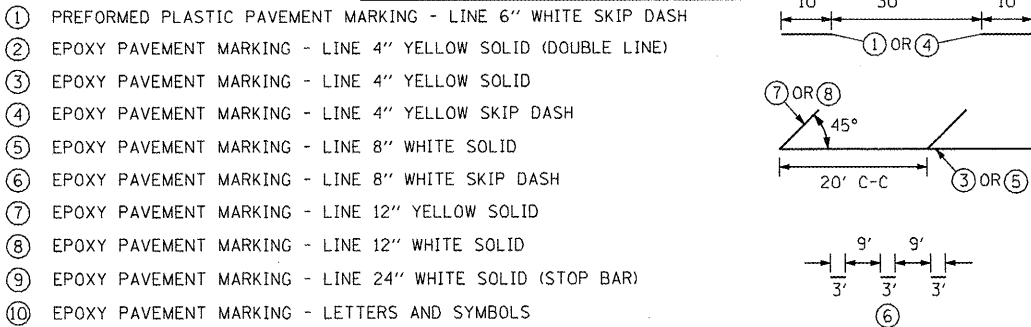 ① PREFORMED PLASTIC PAVEMENT MARKING - LINE 6" WHITE SKIP DASH
② EPOXY PAVEMENT MARKING - LINE 4" YELLOW SOLID (DOUBLE LINE)
③ EPOXY PAVEMENT MARKING - LINE 4" YELLOW SOLID
④ EPOXY PAVEMENT MARKING - LINE 4" YELLOW SKIP DASH
⑤ EPOXY PAVEMENT MARKING - LINE 8" WHITE SOLID
⑥ EPOXY PAVEMENT MARKING - LINE 8" WHITE SKIP DASH
⑦ EPOXY PAVEMENT MARKING - LINE 12" YELLOW SOLID
⑧ EPOXY PAVEMENT MARKING - LINE 12" WHITE SOLID
⑨ EPOXY PAVEMENT MARKING - LINE 24" WHITE SOLID (STOP BAR)
⑩ EPOXY PAVEMENT MARKING - LETTERS AND SYMBOLS
10 30 10
① OR ④
⑦ OR ⑧
45°
20' C-C
③ OR ⑤
9' 9'
3' 3' 3'
⑥